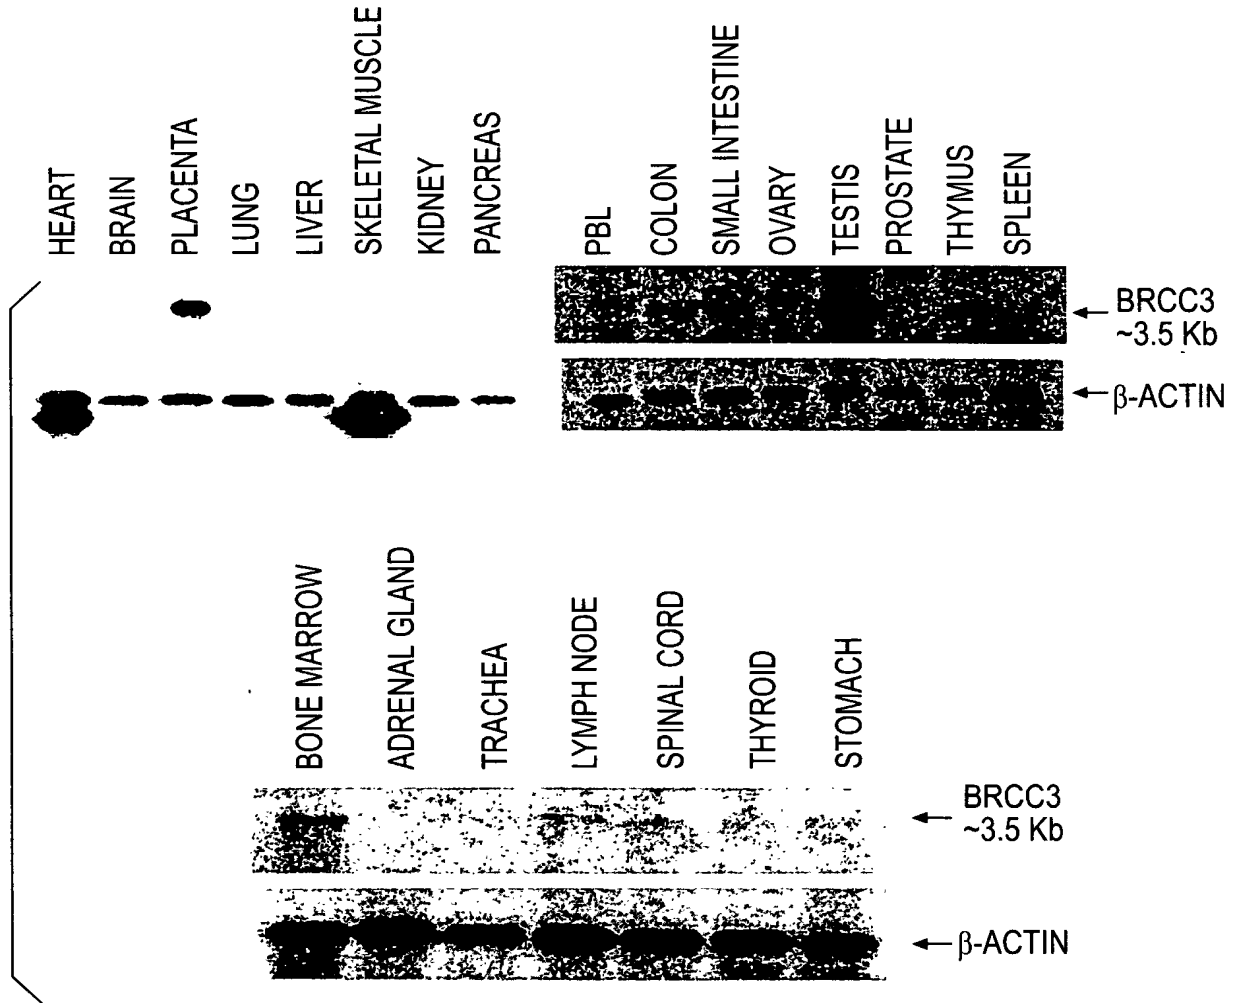 HEART
BRAIN
PLACENTA
LUNG
LIVER
SKELETAL MUSCLE
KIDNEY
PANCREAS
PBL
COLON
SMALL INTESTINE
OVARY
TESTIS
PROSTATE
THYMUS
SPLEEN
BRCC3
~3.5 Kb
β-ACTIN
BONE MARROW
ADRENAL GLAND
TRACHEA
LYMPH NODE
SPINAL CORD
THYROID
STOMACH
BRCC3
~3.5 Kb
β-ACTIN